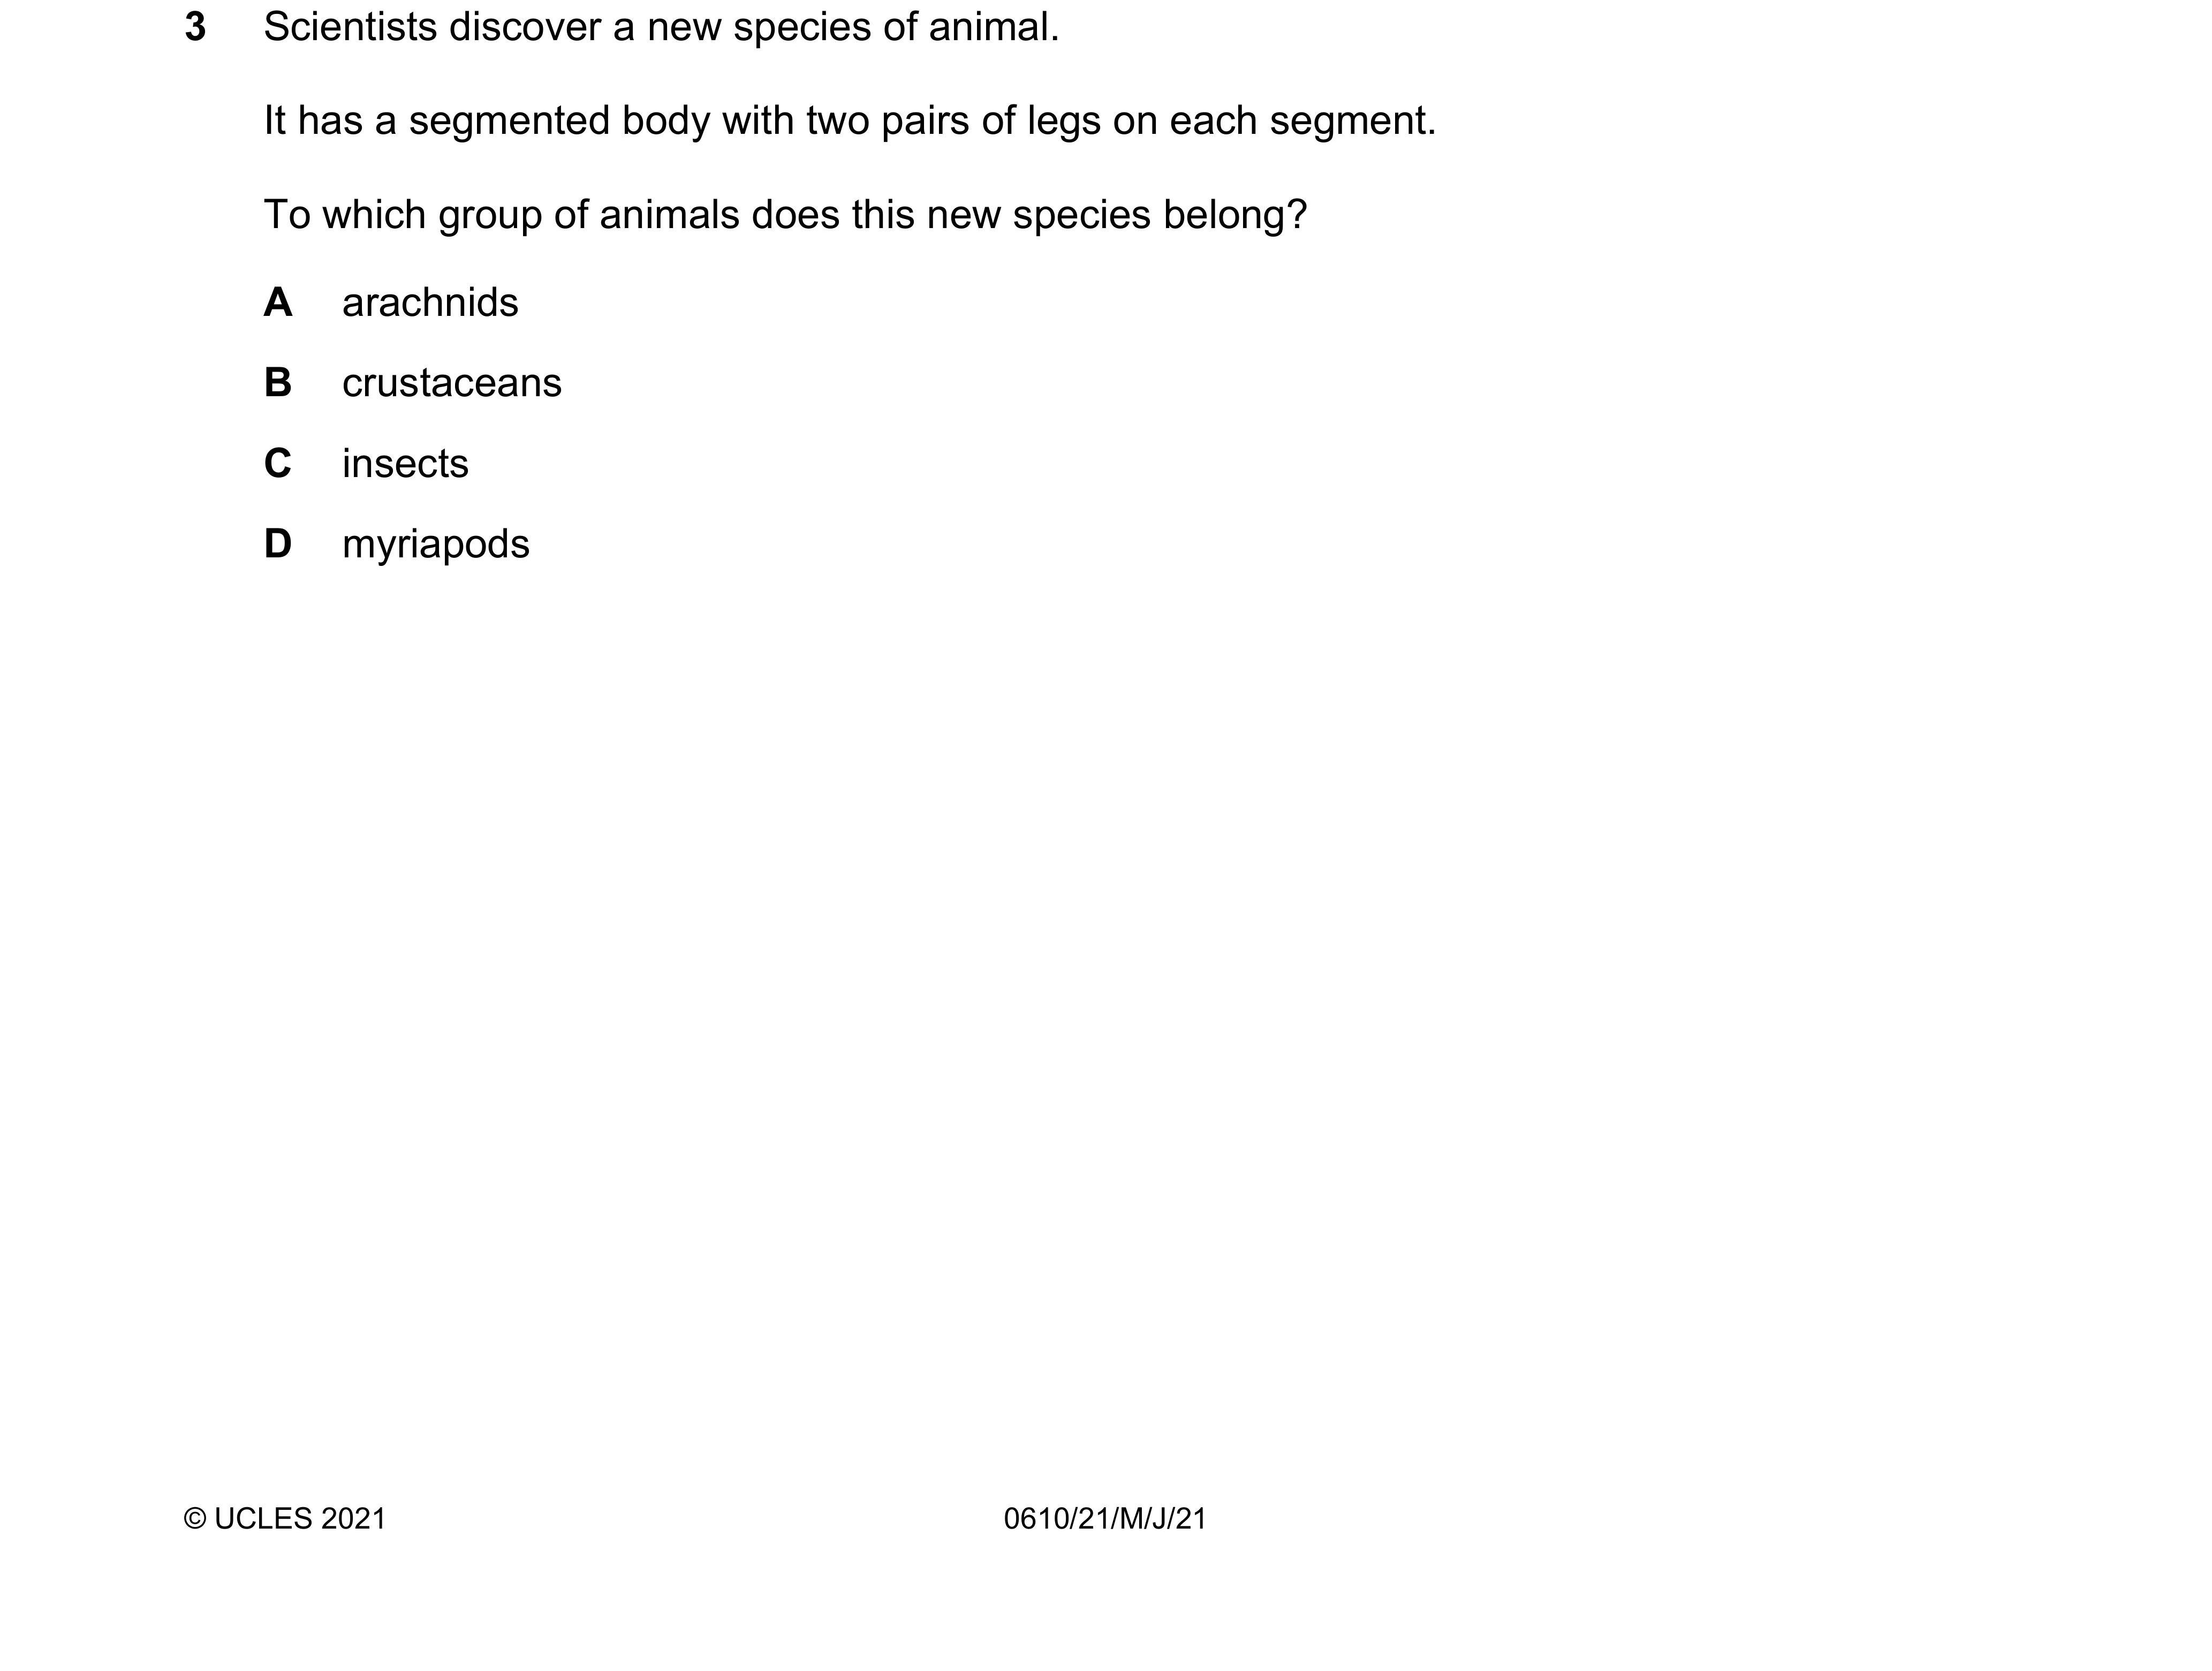 3 Scientists discover a new species of animal.
It has a segmented body with two pairs of legs on each segment.
To which group of animals does this new species belong?
A arachnids
B crustaceans
C insects
D myriapods
© UCLES 2021 0610/21/M/J/21